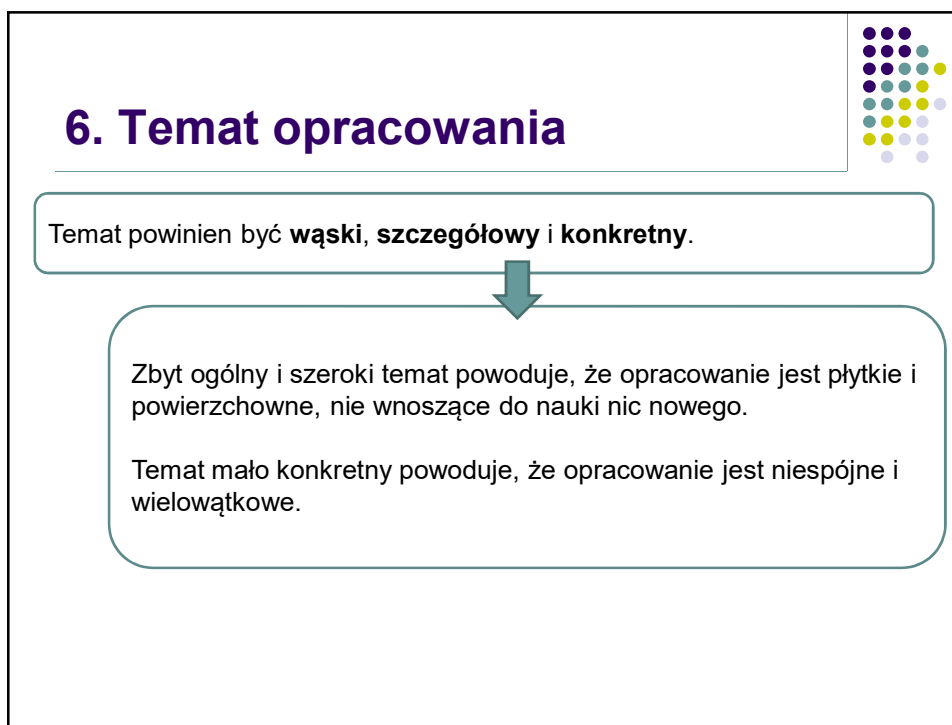 6. Temat opracowania
Temat powinien być wąski, szczegółowy i konkretny.
Zbyt ogólny i szeroki temat powoduje, że opracowanie jest płytkie i
powierzchowne, nie wnoszące do nauki nic nowego.
Temat mało konkretny powoduje, że opracowanie jest niespójne i
wielowątkowe.